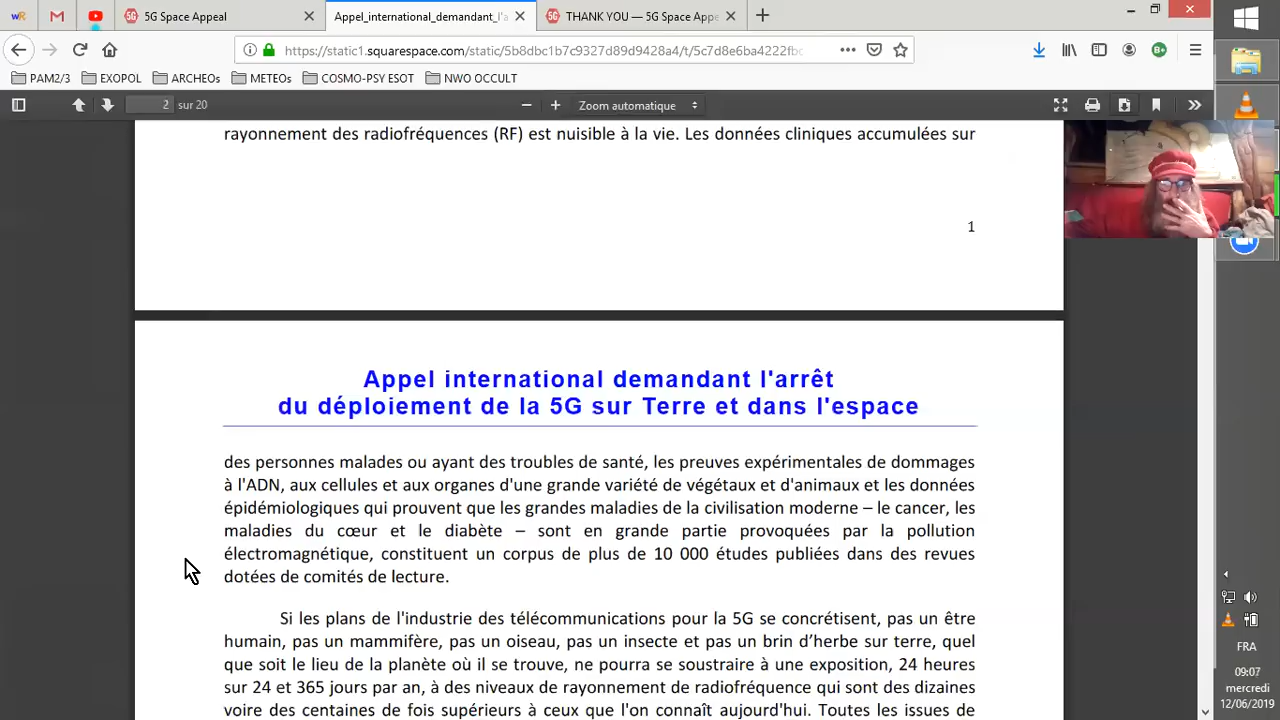 5G Space Appeal
Appel_international_demandant_l'a
THANK YOU — 5G Space Appe
https://static1.squarespace.com/static/5b8dbc1b7c9327d89d9428a4/t/5c7d8e6ba4222fbc
PAM2/3 EXOPOL ARCHEOs METEOs COSMO-PSY ESOT NWO OCCULT
2 sur 20 Zoom automatique
rayonnement des radiofréquences (RF) est nuisible à la vie. Les données cliniques accumulées sur
1
Appel international demandant l'arrêt
du déploiement de la 5G sur Terre et dans l'espace
des personnes malades ou ayant des troubles de santé, les preuves expérimentales de dommages
à l'ADN, aux cellules et aux organes d'une grande variété de végétaux et d'animaux et les données
épidémiologiques qui prouvent que les grandes maladies de la civilisation moderne – le cancer, les
maladies du cœur et le diabète – sont en grande partie provoquées par la pollution
électromagnétique, constituent un corpus de plus de 10 000 études publiées dans des revues
dotées de comités de lecture.
Si les plans de l'industrie des télécommunications pour la 5G se concrétisent, pas un être
humain, pas un mammifère, pas un oiseau, pas un insecte et pas un brin d’herbe sur terre, quel
que soit le lieu de la planète où il se trouve, ne pourra se soustraire à une exposition, 24 heures
sur 24 et 365 jours par an, à des niveaux de rayonnement de radiofréquence qui sont des dizaines
voire des centaines de fois supérieurs à ceux que l'on connaît aujourd'hui. Toutes les issues de
FRA
09:07
mercredi
12/06/2019